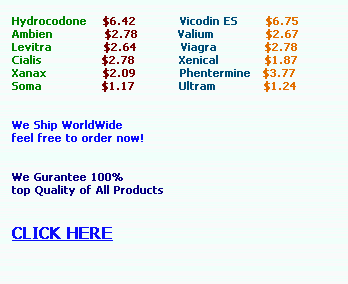 Hydrocodone $6.42 Vicodin ES $6.75
Ambien $2.78 Valium $2.67
Levitra $2.64 Viagra $2.78
Cialis $2.78 Xenical $1.87
Xanax $2.09 Phentermine $3.77
Soma $1.17 Ultram $1.24
We Ship WorldWide
feel free to order now!
We Gurantee 100%
top Quality of All Products
CLICK HERE